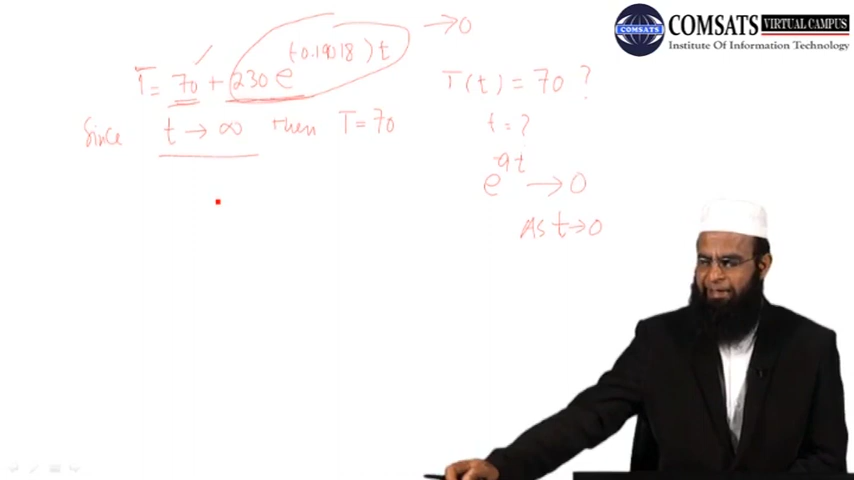 COMSATS VIRTUAL CAMPUS
Institute Of Information Technology
→0
T = 70 + 230 e^(-0.19018)t
Since t → ∞ then T = 70
T(t) = 70 ?
t = ?
e^-at → 0
As t → 0